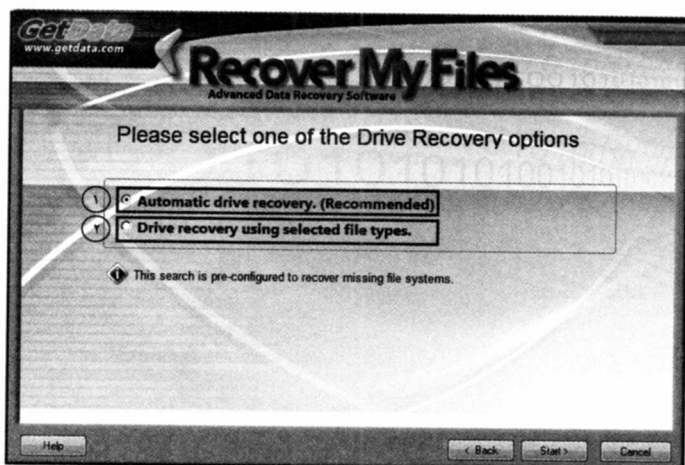 GetData
www.getdata.com
Recover My Files
Advanced Data Recovery Software
Please select one of the Drive Recovery options
١ Automatic drive recovery. (Recommended)
٢ Drive recovery using selected file types.
This search is pre-configured to recover missing file systems.
Help
< Back
Start >
Cancel